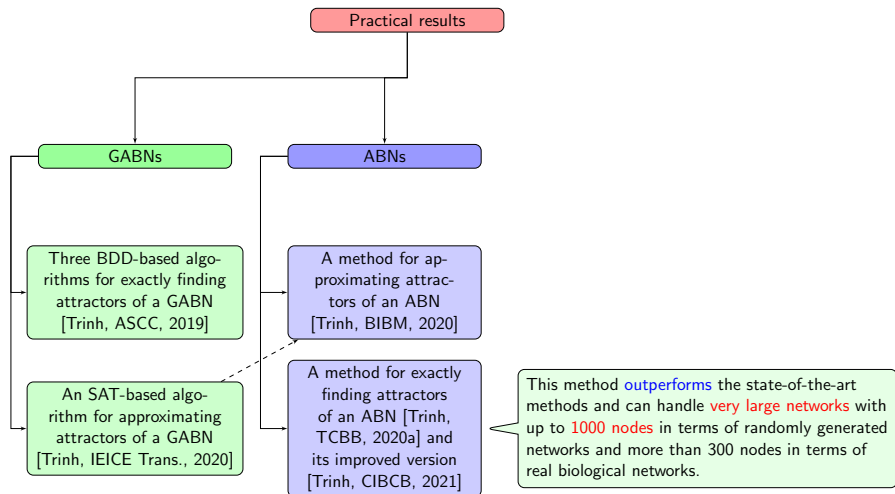 Practical results
GABNs
ABNs
Three BDD-based algo-
rithms for exactly finding
attractors of a GABN
[Trinh, ASCC, 2019]
A method for ap-
proximating attrac-
tors of an ABN
[Trinh, BIBM, 2020]
An SAT-based algo-
rithm for approximating
attractors of a GABN
[Trinh, IEICE Trans., 2020]
A method for exactly
finding attractors
of an ABN [Trinh,
TCBB, 2020a] and
its improved version
[Trinh, CIBCB, 2021]
This method outperforms the state-of-the-art
methods and can handle very large networks with
up to 1000 nodes in terms of randomly generated
networks and more than 300 nodes in terms of
real biological networks.